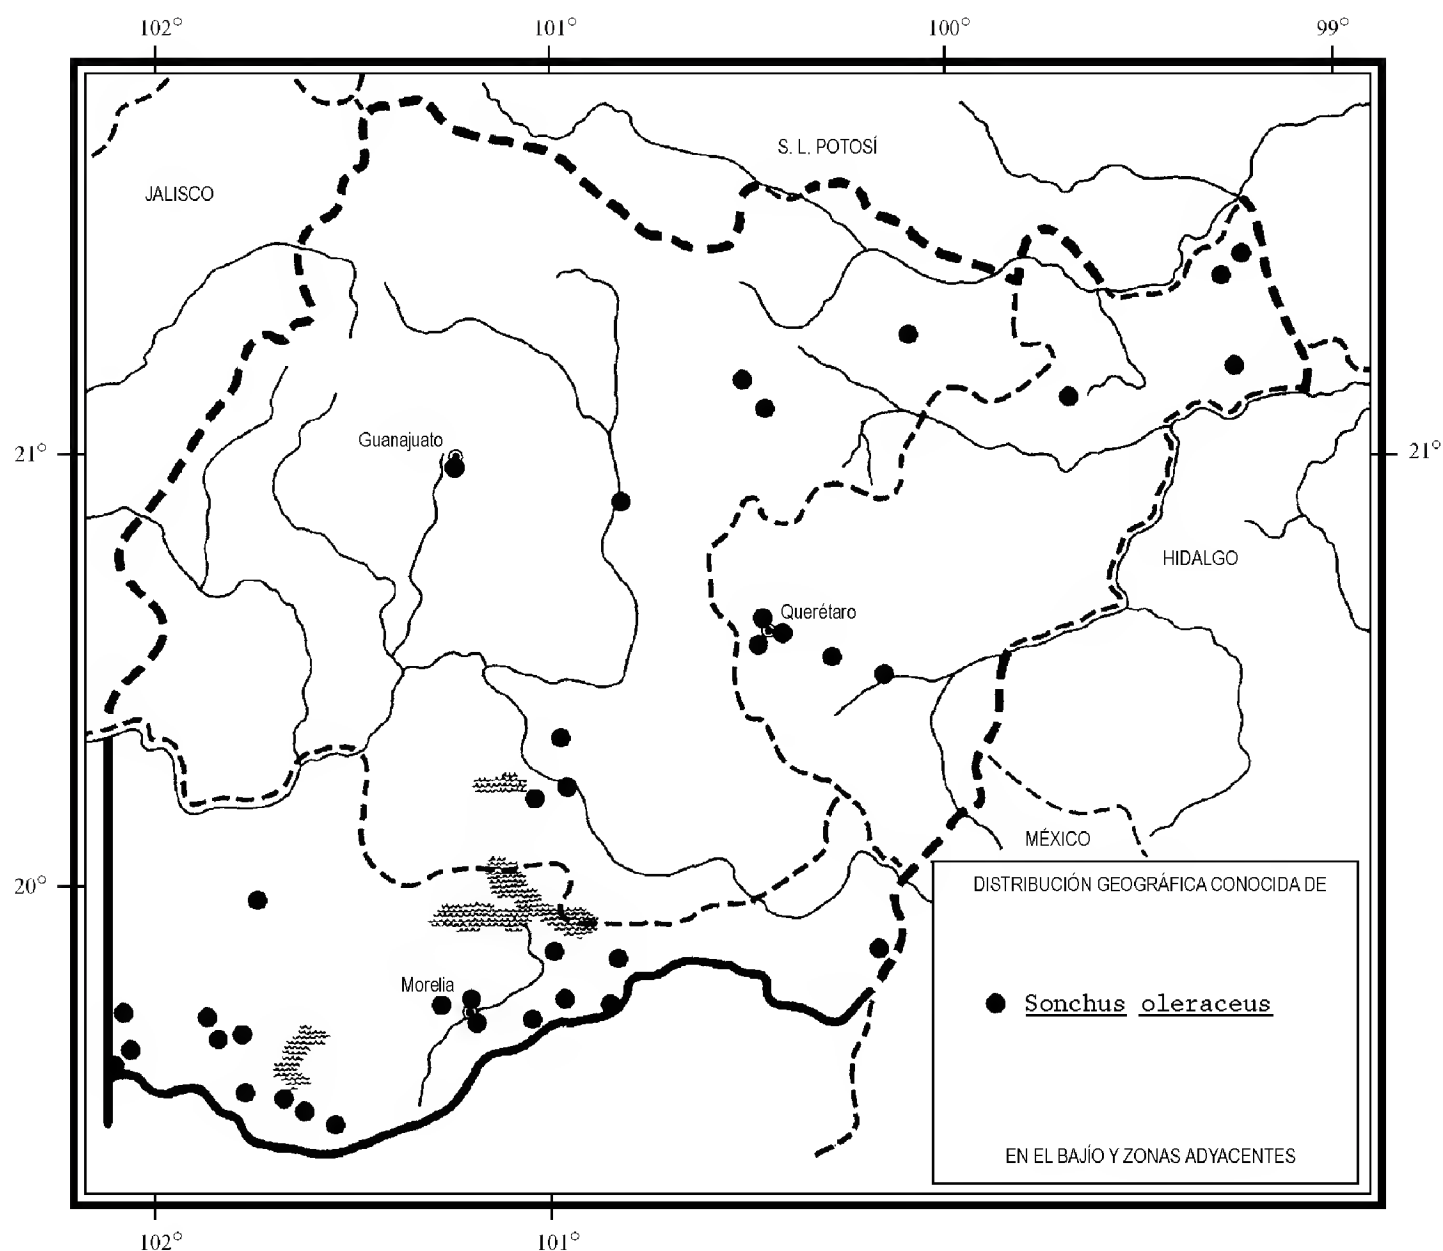 102° 101° 100° 99°
S. L. POTOSÍ
JALISCO
Guanajuato
21° 21°
HIDALGO
Querétaro
MÉXICO
20°
DISTRIBUCIÓN GEOGRÁFICA CONOCIDA DE
Morelia
Sonchus oleraceus
EN EL BAJÍO Y ZONAS ADYACENTES
102° 101°